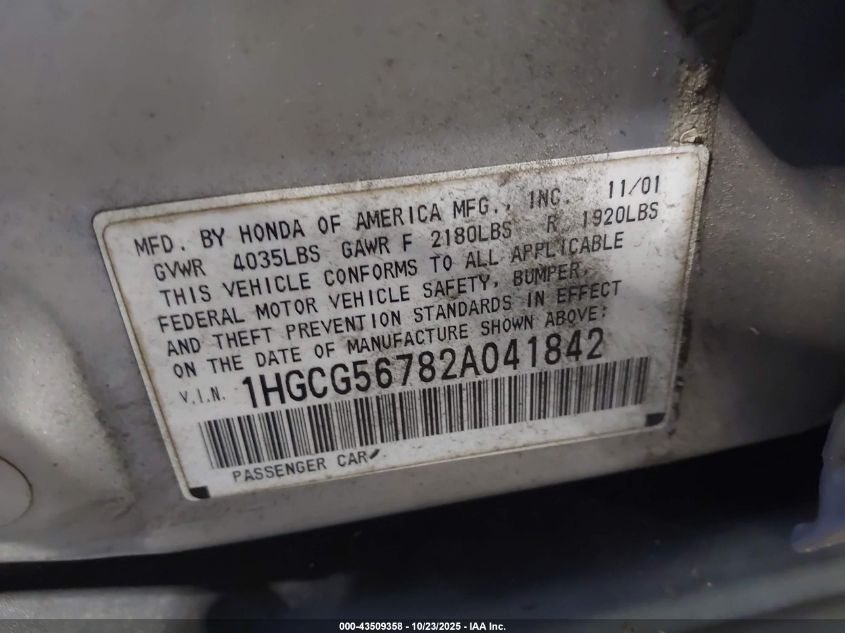 MFD. BY HONDA OF AMERICA MFG., INC. 11/01
GVWR 4035LBS GAWR F 2180LBS R 1920LBS
THIS VEHICLE CONFORMS TO ALL APPLICABLE
FEDERAL MOTOR VEHICLE SAFETY, BUMPER,
AND THEFT PREVENTION STANDARDS IN EFFECT
ON THE DATE OF MANUFACTURE SHOWN ABOVE:
V.I.N. 1HGCG56782A041842
PASSENGER CAR
000-43509358 - 10/23/2025 - IAA Inc.